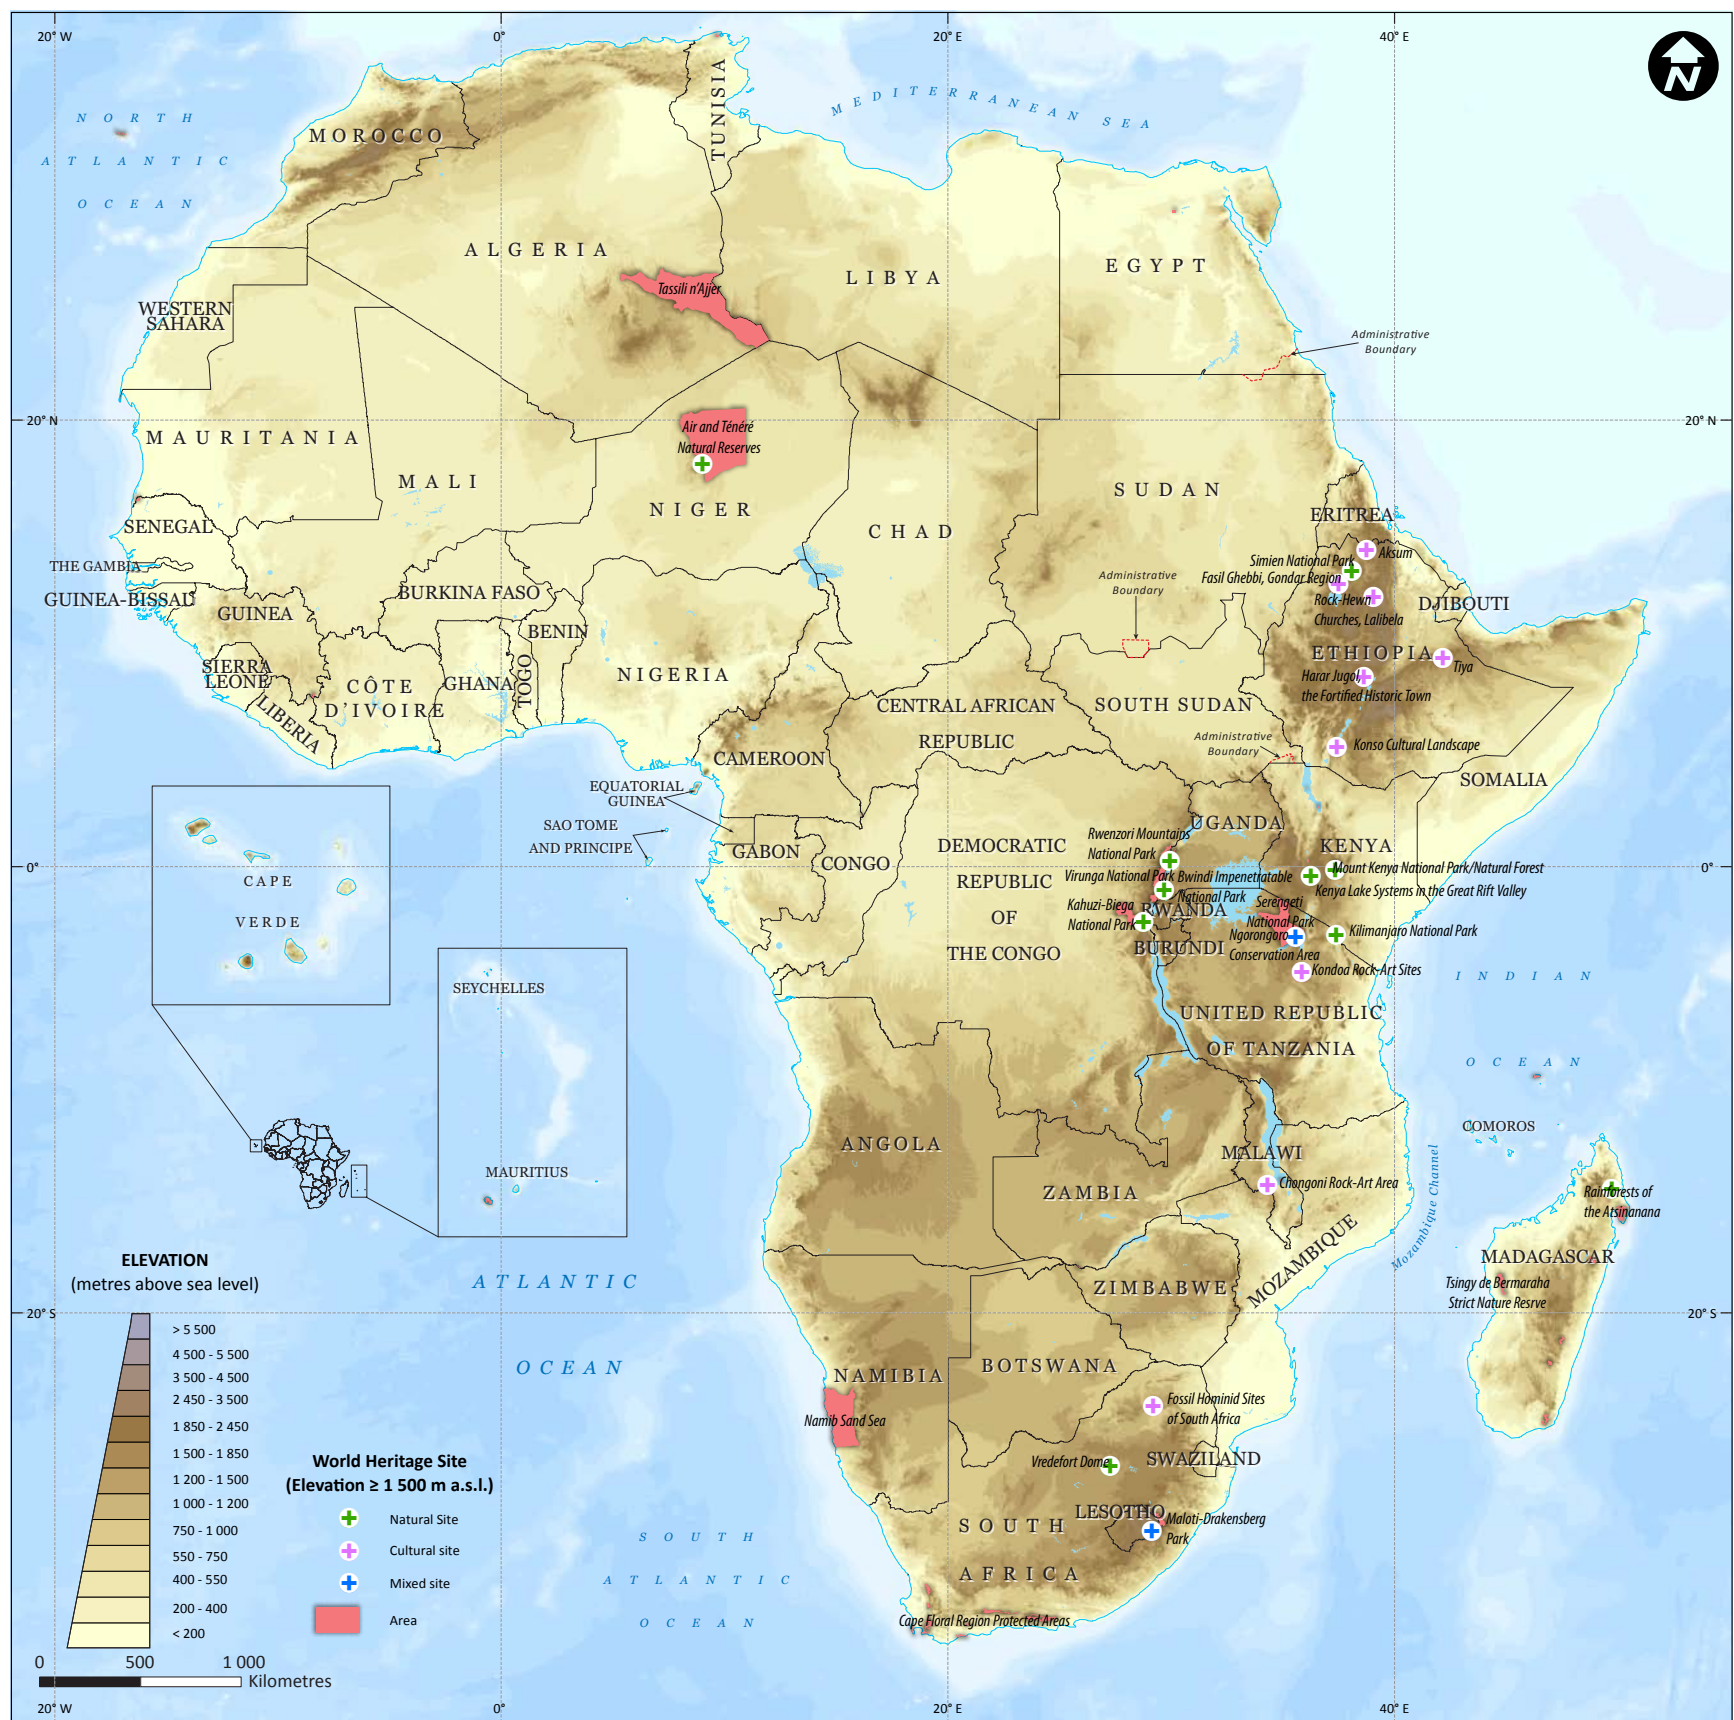 20° W
0°
20° E
40° E
N
NORTH
ATLANTIC
OCEAN
MEDITERRANEAN SEA
MOROCCO
TUNISIA
ALGERIA
LIBYA
EGYPT
Tassili n'Ajjer
WESTERN
SAHARA
Administrative
Boundary
20° N
20° N
MAURITANIA
MALI
Air and Ténéré
Natural Reserves
NIGER
CHAD
SUDAN
ERITREA
SENEGAL
THE GAMBIA
GUINEA-BISSAU
GUINEA
BURKINA FASO
BENIN
Aksum
Simien National Park
Fasil Ghebbi, Gondar Region
Rock-Hewn
Churches, Lalibela
DJIBOUTI
Administrative
Boundary
ETHIOPIA
Tiya
Harar Jugol
the Fortified Historic Town
SIERRA
LEONE
LIBERIA
CÔTE
D'IVOIRE
GHANA
TOGO
NIGERIA
CENTRAL AFRICAN
REPUBLIC
SOUTH SUDAN
Administrative
Boundary
Konso Cultural Landscape
SOMALIA
CAMEROON
EQUATORIAL
GUINEA
SAO TOME
AND PRINCIPE
GABON
CONGO
DEMOCRATIC
REPUBLIC
OF
THE CONGO
UGANDA
KENYA
Rwenzori Mountains
National Park
Virunga National Park
Bwindi Impenetratable
National Park
Kahuzi-Biega
National Park
RWANDA
BURUNDI
Mount Kenya National Park/Natural Forest
Kenya Lake Systems in the Great Rift Valley
Serengeti
National Park
Ngorongoro
Conservation Area
Kilimanjaro National Park
Kondoa Rock-Art Sites
0°
0°
CAPE
VERDE
SEYCHELLES
MAURITIUS
INDIAN
OCEAN
UNITED REPUBLIC
OF TANZANIA
COMOROS
ANGOLA
ZAMBIA
MALAWI
Chongoni Rock-Art Area
Mozambique Channel
MOZAMBIQUE
Rainforests of
the Atsinanana
MADAGASCAR
Tsingy de Bermaraha
Strict Nature Resrve
ZIMBABWE
ATLANTIC
OCEAN
20° S
20° S
NAMIBIA
BOTSWANA
Namib Sand Sea
Fossil Hominid Sites
of South Africa
Vredefort Dome
SWAZILAND
LESOTHO
Maloti-Drakensberg
Park
SOUTH
AFRICA
Cape Floral Region Protected Areas
SOUTH
ATLANTIC
OCEAN
ELEVATION
(metres above sea level)
> 5 500
4 500 - 5 500
3 500 - 4 500
2 450 - 3 500
1 850 - 2 450
1 500 - 1 850
1 200 - 1 500
1 000 - 1 200
750 - 1 000
550 - 750
400 - 550
200 - 400
< 200
World Heritage Site
(Elevation ≥ 1 500 m a.s.l.)
Natural Site
Cultural site
Mixed site
Area
0 500 1 000
Kilometres
20° W
0°
20° E
40° E